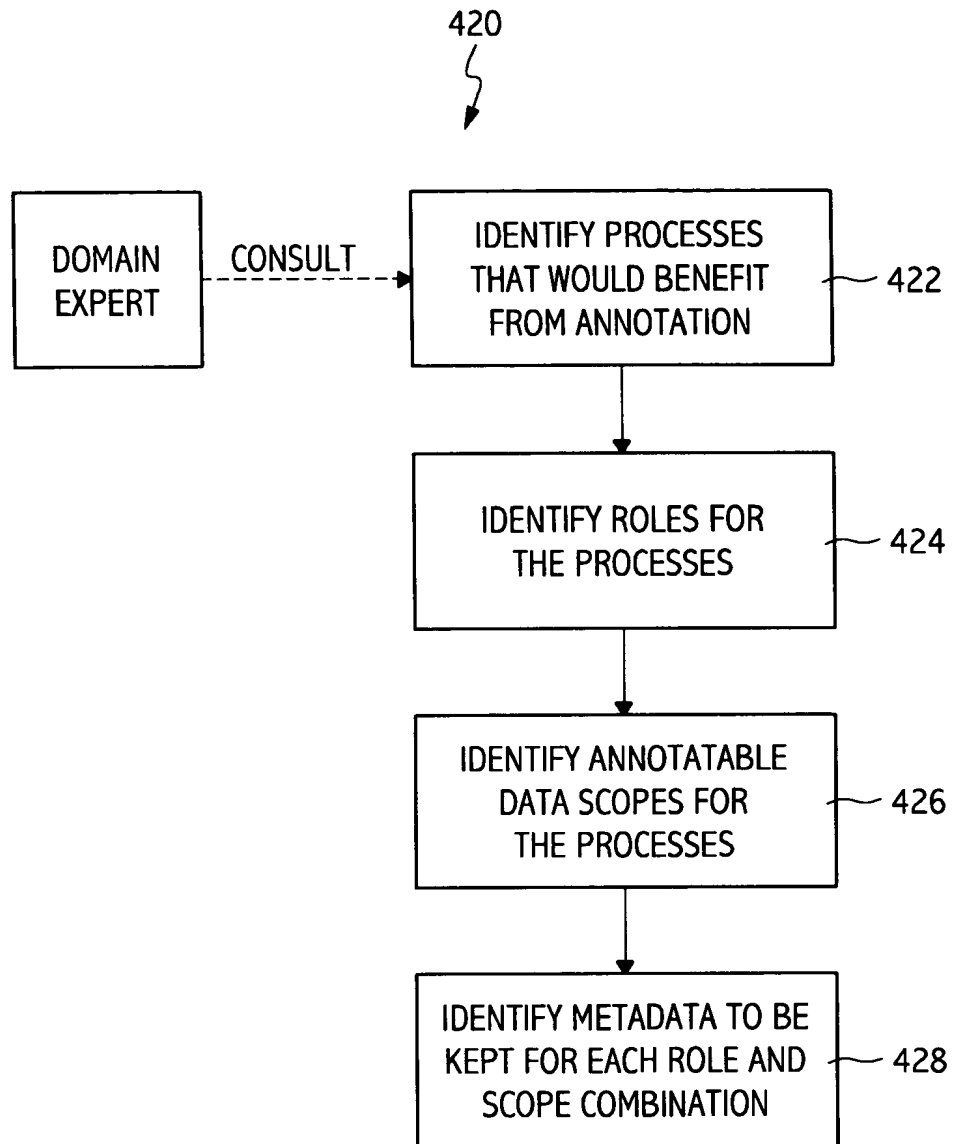 420
DOMAIN
EXPERT
CONSULT
IDENTIFY PROCESSES
THAT WOULD BENEFIT
FROM ANNOTATION
422
IDENTIFY ROLES FOR
THE PROCESSES
424
IDENTIFY ANNOTATABLE
DATA SCOPES FOR
THE PROCESSES
426
IDENTIFY METADATA TO BE
KEPT FOR EACH ROLE AND
SCOPE COMBINATION
428